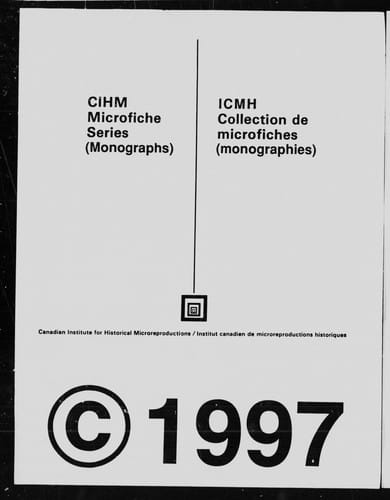 CIHM
Microfiche
Series
(Monographs)
ICMH
Collection de
microfiches
(monographies)
Canadian Institute for Historical Microreproductions / Institut canadien de microreproductions historiques
© 1997